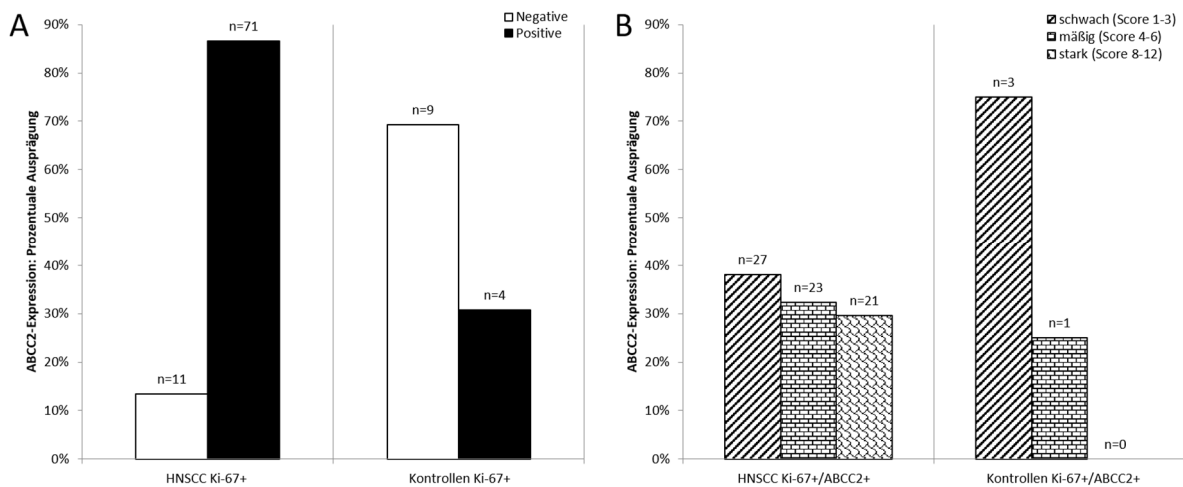 A
ABCC2-Expression: Prozentuale Ausprägung
90%
80%
70%
60%
50%
40%
30%
20%
10%
0%
Negative
Positive
n=71
n=11
n=9
n=4
HNSCC Ki-67+
Kontrollen Ki-67+
B
ABCC2-Expression: Prozentuale Ausprägung
90%
80%
70%
60%
50%
40%
30%
20%
10%
0%
schwach (Score 1-3)
mäßig (Score 4-6)
stark (Score 8-12)
n=27
n=23
n=21
n=3
n=1
n=0
HNSCC Ki-67+/ABCC2+
Kontrollen Ki-67+/ABCC2+